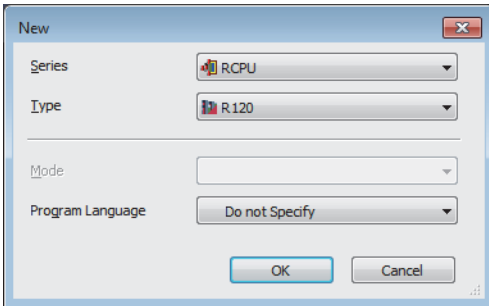 New
Series RCPU
Type R120
Mode
Program Language Do not Specify
OK Cancel